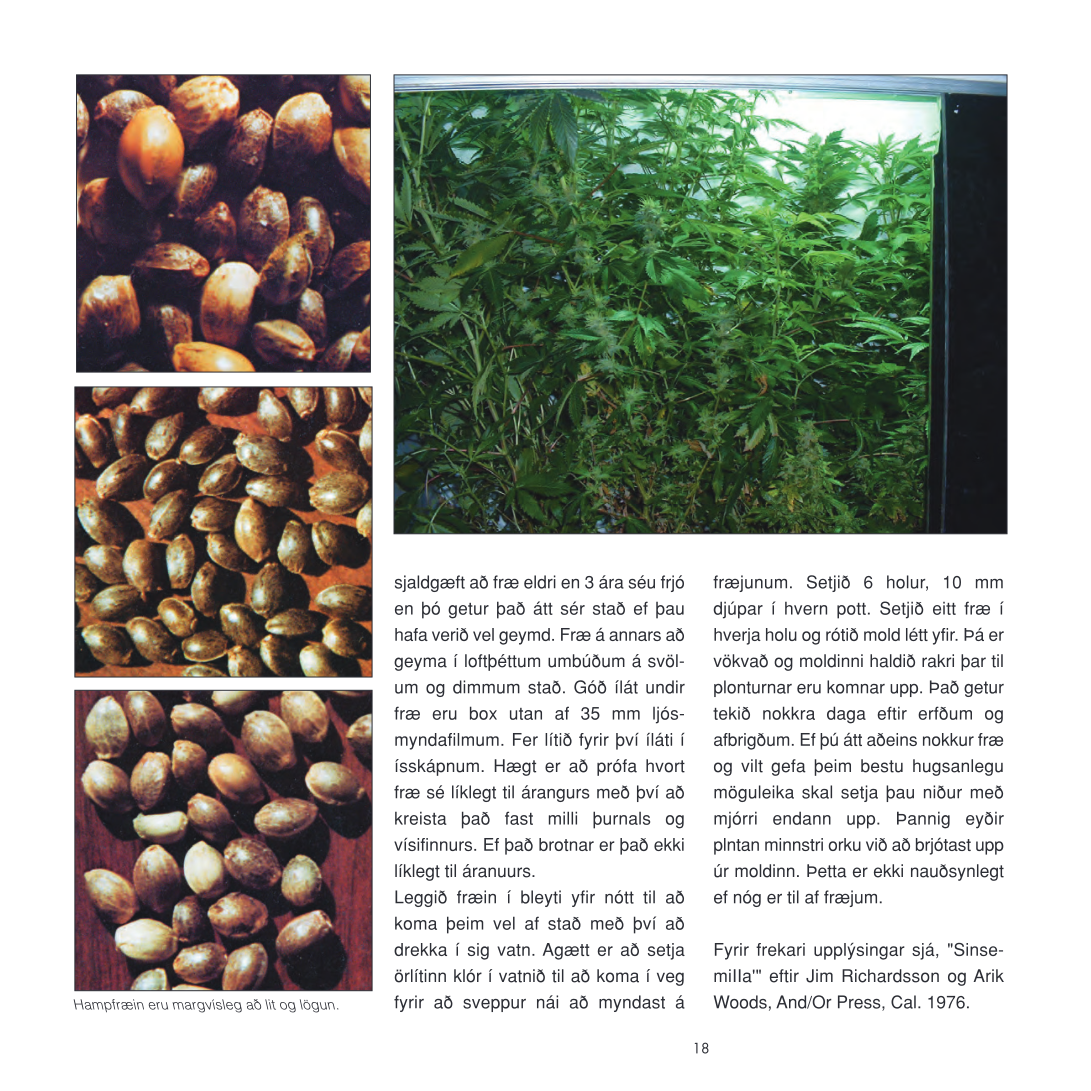 Hampfræin eru margvísleg að lit og lögun.
sjaldgæft að fræ eldri en 3 ára séu frjó
en þó getur það átt sér stað ef þau
hafa verið vel geymd. Fræ á annars að
geyma í loftþéttum umbúðum á svöl-
um og dimmum stað. Góð ílát undir
fræ eru box utan af 35 mm ljós-
myndafilmum. Fer lítið fyrir því íláti í
ísskápnum. Hægt er að prófa hvort
fræ sé líklegt til árangurs með því að
kreista það fast milli þurnals og
vísifinnurs. Ef það brotnar er það ekki
líklegt til áranuurs.
Leggið fræin í bleyti yfir nótt til að
koma þeim vel af stað með því að
drekka í sig vatn. Agætt er að setja
örlítinn klór í vatnið til að koma í veg
fyrir að sveppur nái að myndast á
fræjunum. Setjið 6 holur, 10 mm
djúpar í hvern pott. Setjið eitt fræ í
hverja holu og rótið mold létt yfir. Þá er
vökvað og moldinni haldið rakri þar til
plonturnar eru komnar upp. Það getur
tekið nokkra daga eftir erfðum og
afbrigðum. Ef þú átt aðeins nokkur fræ
og vilt gefa þeim bestu hugsanlegu
möguleika skal setja þau niður með
mjórri endann upp. Þannig eyðir
plntan minnstri orku við að brjótast upp
úr moldinn. Þetta er ekki nauðsynlegt
ef nóg er til af fræjum.
Fyrir frekari upplýsingar sjá, "Sinse-
milla'" eftir Jim Richardsson og Arik
Woods, And/Or Press, Cal. 1976.
18